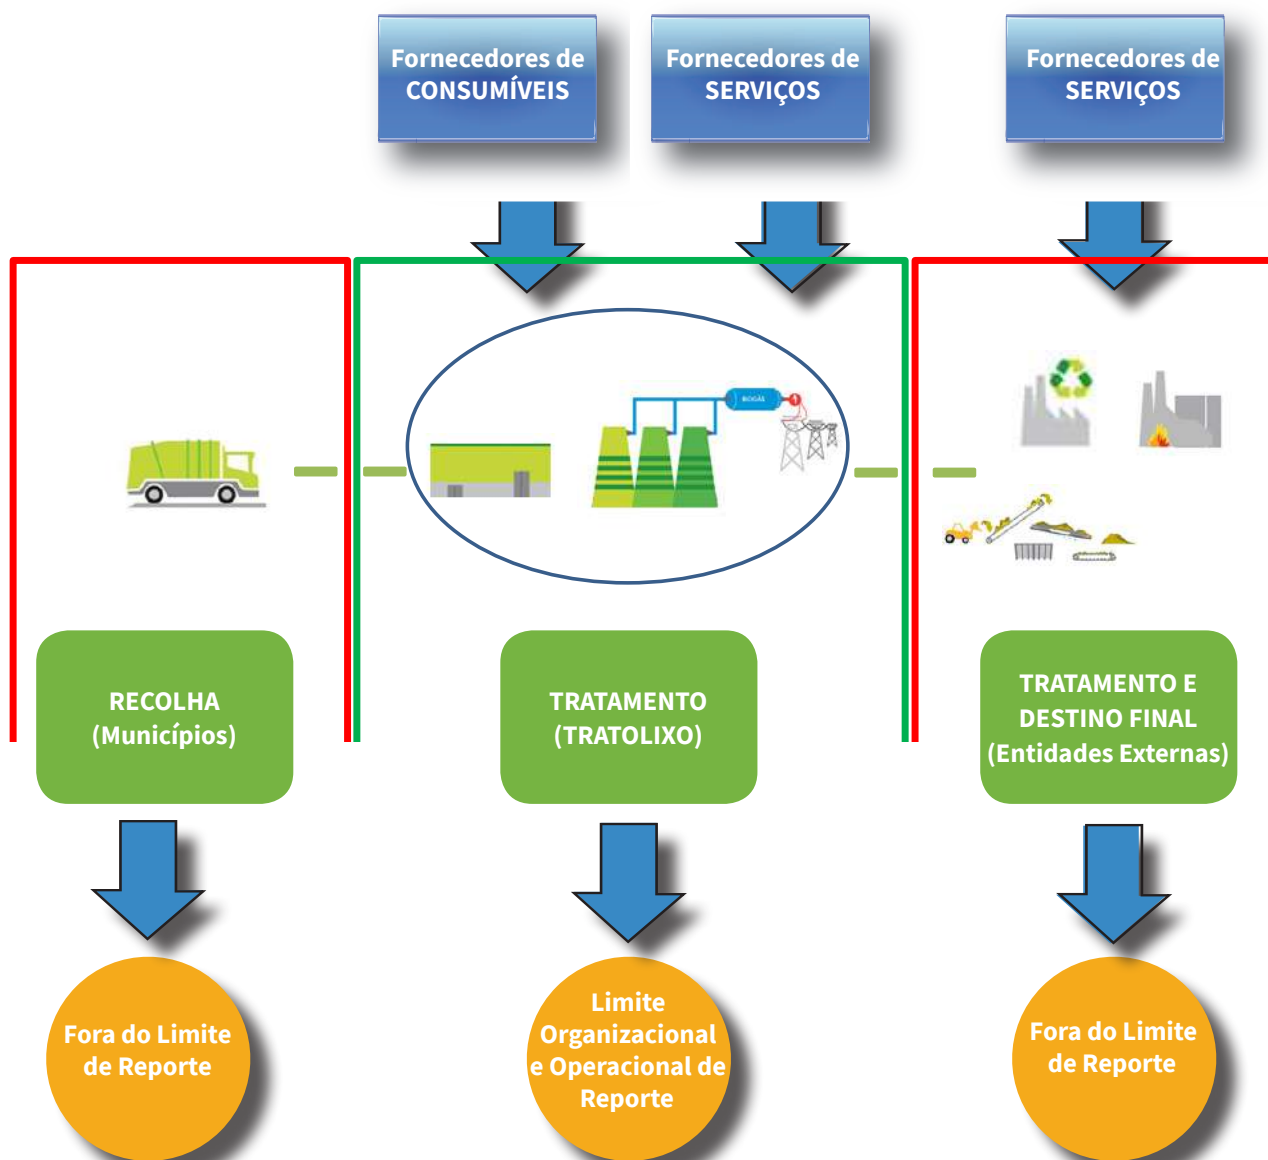 Fornecedores de
CONSUMÍVEIS
Fornecedores de
SERVIÇOS
Fornecedores de
SERVIÇOS
BIOGÁS
RECOLHA
(Municípios)
TRATAMENTO
(TRATOLIXO)
TRATAMENTO E
DESTINO FINAL
(Entidades Externas)
Fora do Limite
de Reporte
Limite
Organizacional
e Operacional de
Reporte
Fora do Limite
de Reporte